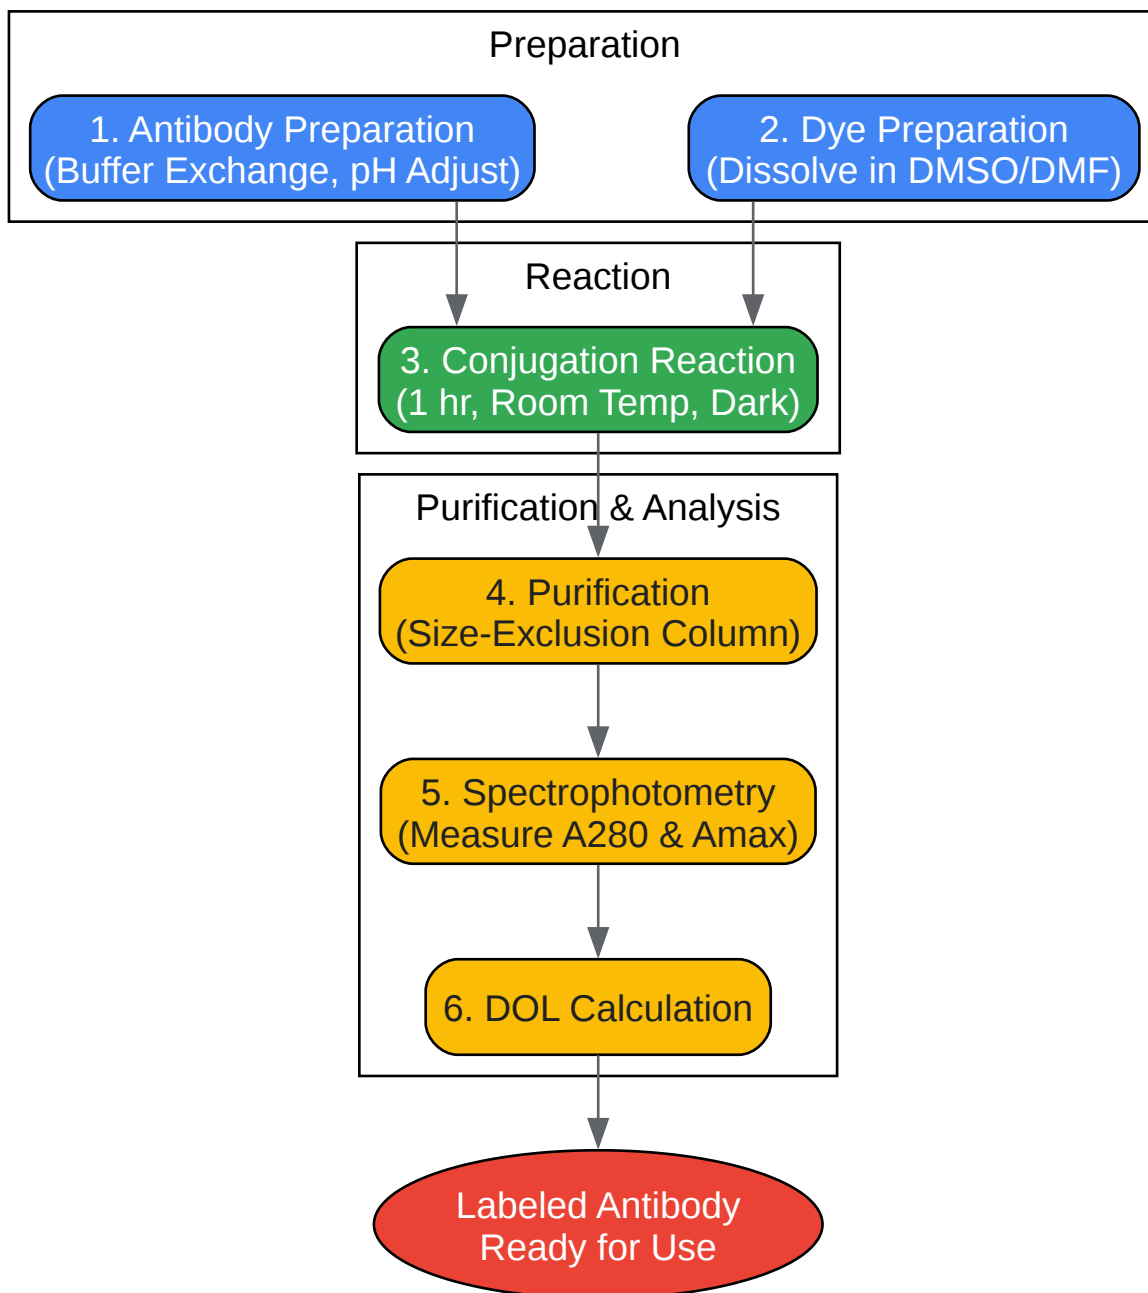 Preparation
1. Antibody Preparation
(Buffer Exchange, pH Adjust)
2. Dye Preparation
(Dissolve in DMSO/DMF)
Reaction
3. Conjugation Reaction
(1 hr, Room Temp, Dark)
Purification & Analysis
4. Purification
(Size-Exclusion Column)
5. Spectrophotometry
(Measure A280 & Amax)
6. DOL Calculation
Labeled Antibody
Ready for Use